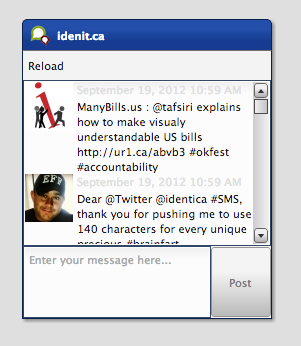 idenit.ca
Reload
September 19, 2012 10:59 AM
ManyBills.us : @tafsiri explains
how to make visualy
understandable US bills
http://ur1.ca/abvb3 #okfest
#accountability
EFF
September 19, 2012 10:59 AM
Dear @Twitter @identica #SMS,
thank you for pushing me to use
140 characters for every unique
precious #brainfart
Enter your message here...
Post